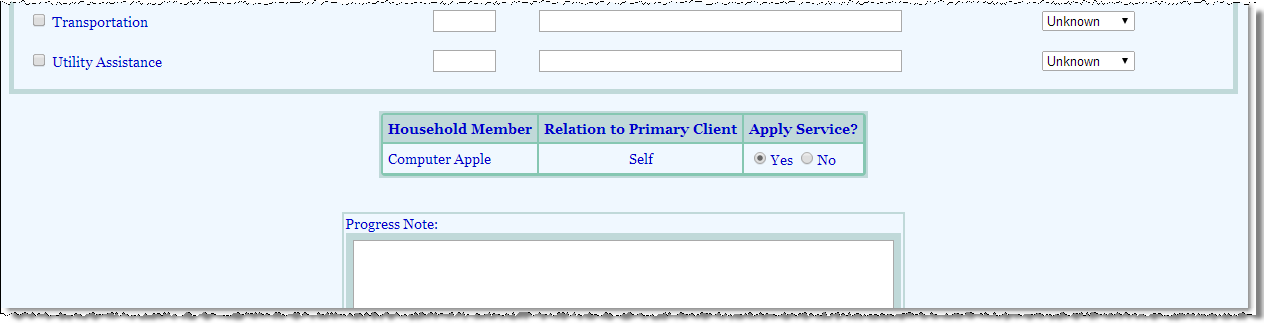 Transportation Unknown
Utility Assistance Unknown
Household Member Relation to Primary Client Apply Service?
Computer Apple Self Yes No
Progress Note: